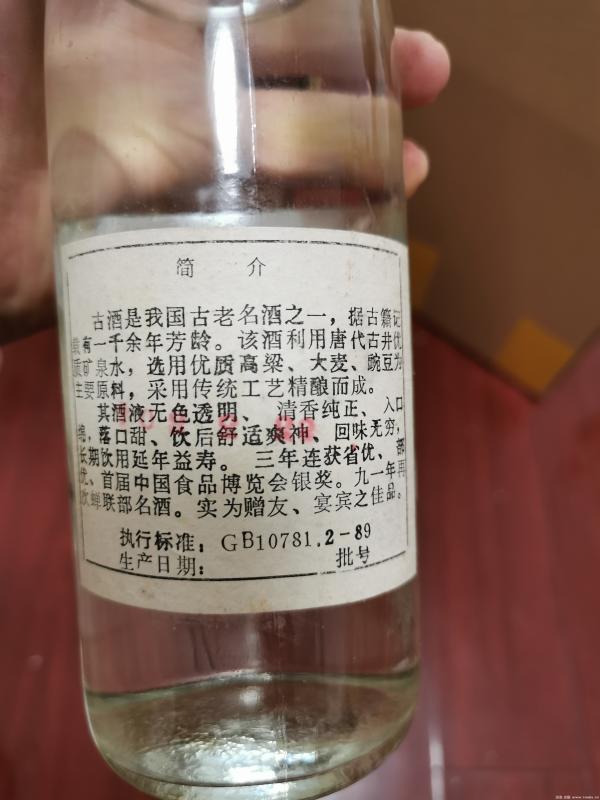 简 介
古酒是我国古老名酒之一，据古籍记
载有一千余年芳龄。该酒利用唐代古井优
质矿泉水，选用优质高粱、大麦、豌豆为
主要原料，采用传统工艺精酿而成。
其酒液无色透明、清香纯正、入口
绵，落口甜、饮后舒适爽神、回味无穷，
长期饮用延年益寿。三年连获省优、部
优、首届中国食品博览会银奖。九一年再
次蝉联部名酒。实为赠友、宴宾之佳品。
执行标准：GB10781.2-89
生产日期： 批号